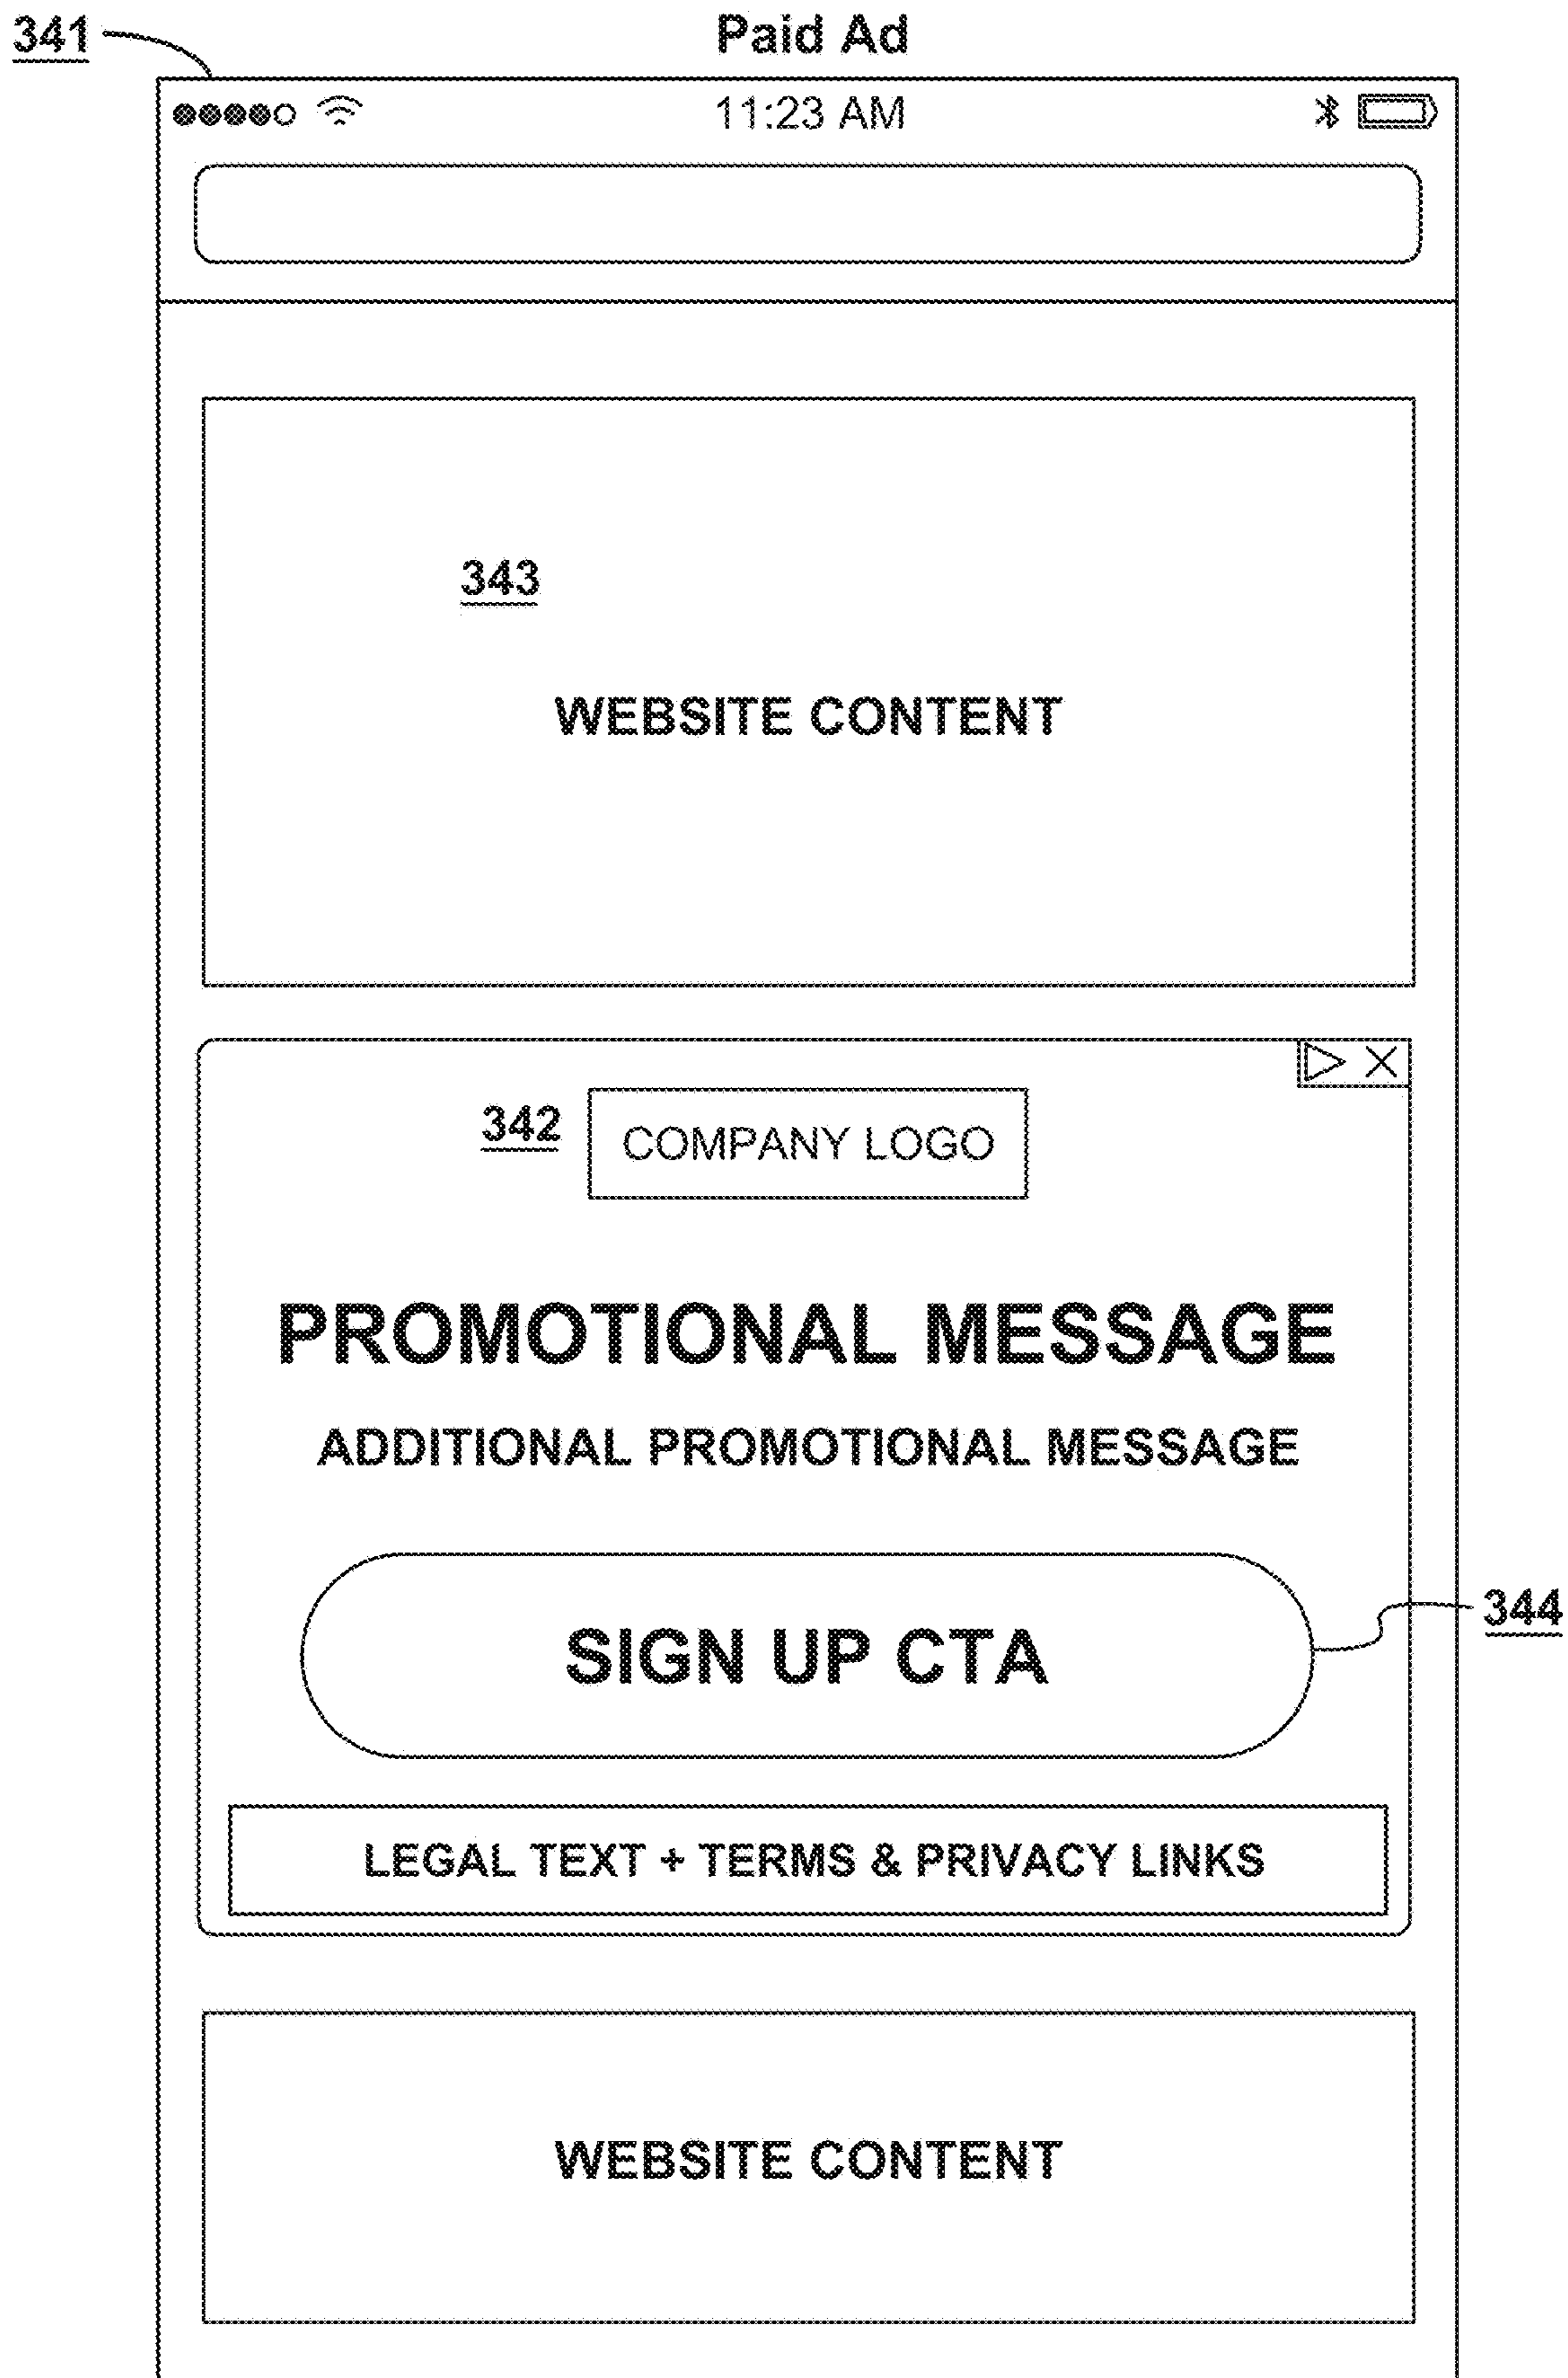 341
Paid Ad
11:23 AM
343
WEBSITE CONTENT
342
COMPANY LOGO
PROMOTIONAL MESSAGE
ADDITIONAL PROMOTIONAL MESSAGE
SIGN UP CTA
344
LEGAL TEXT + TERMS & PRIVACY LINKS
WEBSITE CONTENT